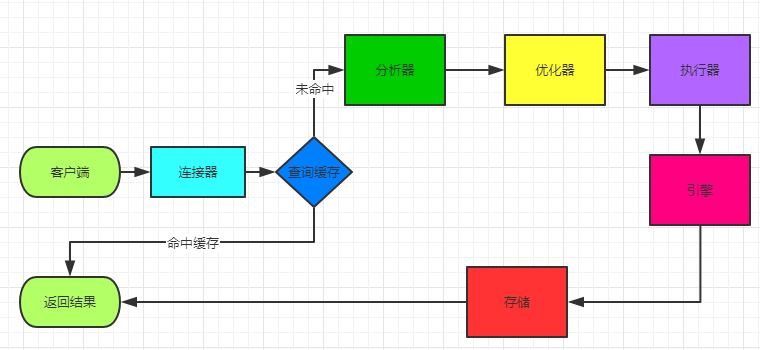 分析器
优化器
执行器
未命中
客户端
连接器
查询缓存
引擎
命中缓存
返回结果
存储